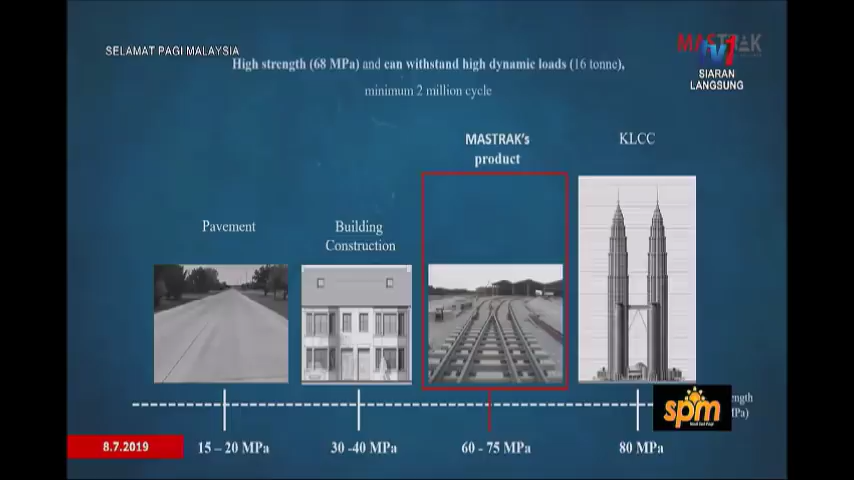 SELAMAT PAGI MALAYSIA
MASTRAK
tv1
SIARAN
LANGSUNG
High strength (68 MPa) and can withstand high dynamic loads (16 tonne),
minimum 2 million cycle
MASTRAK's
product
KLCC
Pavement
Building
Construction
spm
8.7.2019
15 – 20 MPa
30 -40 MPa
60 - 75 MPa
80 MPa